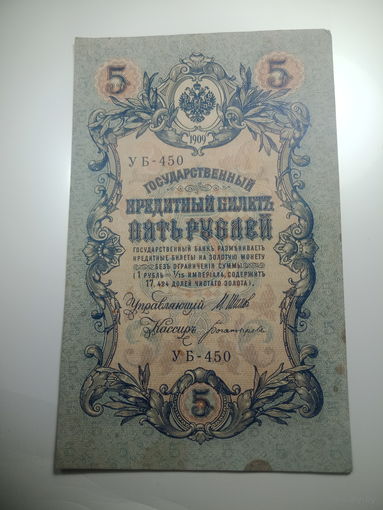 5 5
1909
УБ-450
ГОСУДАРСТВЕННЫЙ
КРЕДИТНЫЙ БИЛЕТЪ
ПЯТЬ РУБЛЕЙ
ГОСУДАРСТВЕННЫЙ БАНКЪ РАЗМѢНИВАЕТЪ
КРЕДИТНЫЕ БИЛЕТЫ НА ЗОЛОТУЮ МОНЕТУ
БЕЗЪ ОГРАНИЧЕНІЯ СУММЫ
(1 РУБЛЬ = 1/15 ИМПЕРІАЛА, СОДЕРЖИТЪ
17,424 ДОЛЕЙ ЧИСТАГО ЗОЛОТА).
Управляющій И. Шиповъ
Кассиръ
УБ-450
5